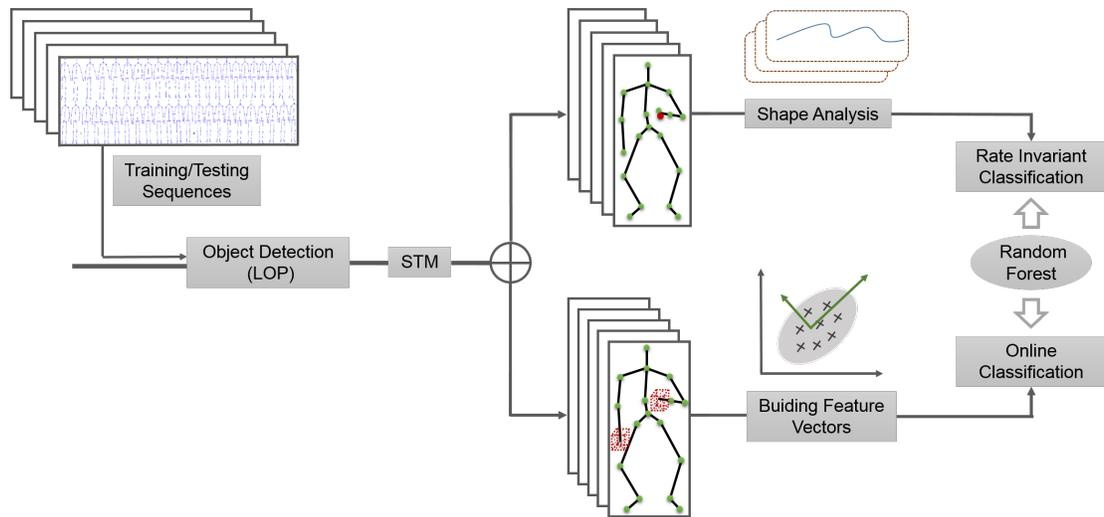 Training/Testing
Sequences
Object Detection
(LOP)
STM
Shape Analysis
Rate Invariant
Classification
Random
Forest
Online
Classification
Buiding Feature
Vectors